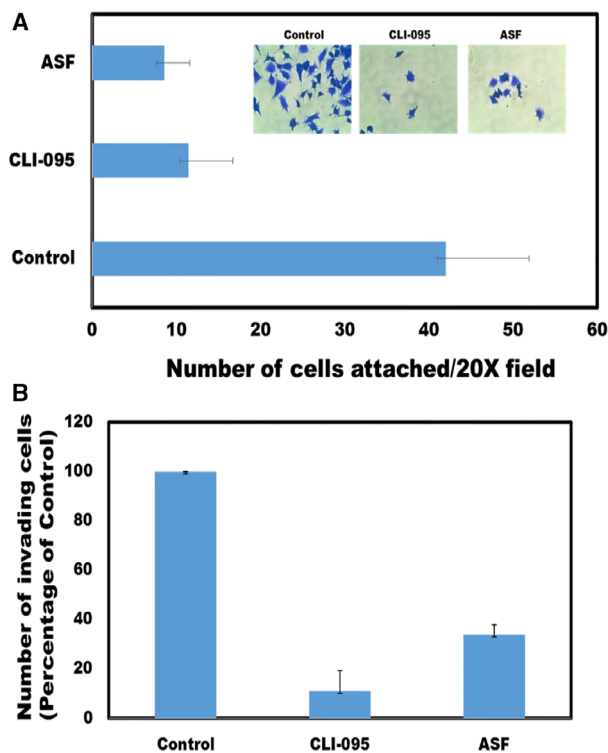 A
Control CLI-095 ASF
ASF
CLI-095
Control
0 10 20 30 40 50 60
Number of cells attached/20X field
B
Number of invading cells
(Percentage of Control)
120
100
80
60
40
20
0
Control CLI-095 ASF